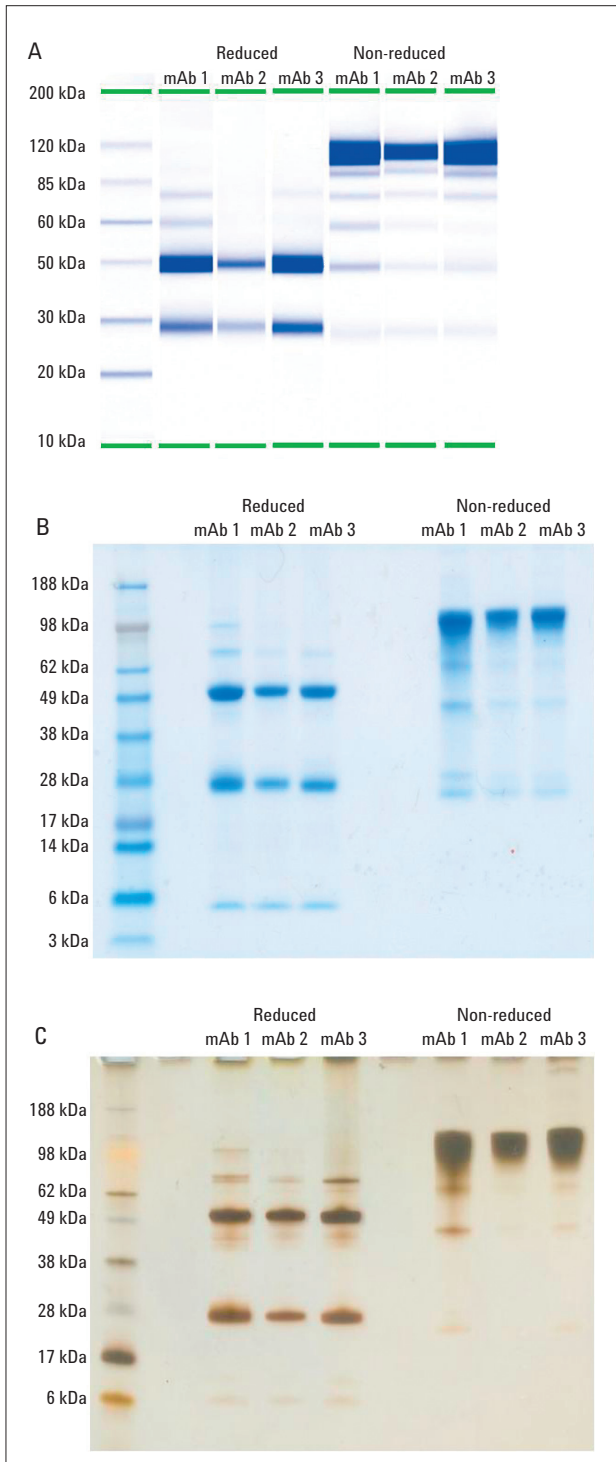 A
Reduced Non-reduced
mAb 1 mAb 2 mAb 3 mAb 1 mAb 2 mAb 3
200 kDa
120 kDa
85 kDa
60 kDa
50 kDa
30 kDa
20 kDa
10 kDa
B
Reduced Non-reduced
mAb 1 mAb 2 mAb 3 mAb 1 mAb 2 mAb 3
188 kDa
98 kDa
62 kDa
49 kDa
38 kDa
28 kDa
17 kDa
14 kDa
6 kDa
3 kDa
C
Reduced Non-reduced
mAb 1 mAb 2 mAb 3 mAb 1 mAb 2 mAb 3
188 kDa
98 kDa
62 kDa
49 kDa
38 kDa
28 kDa
17 kDa
6 kDa